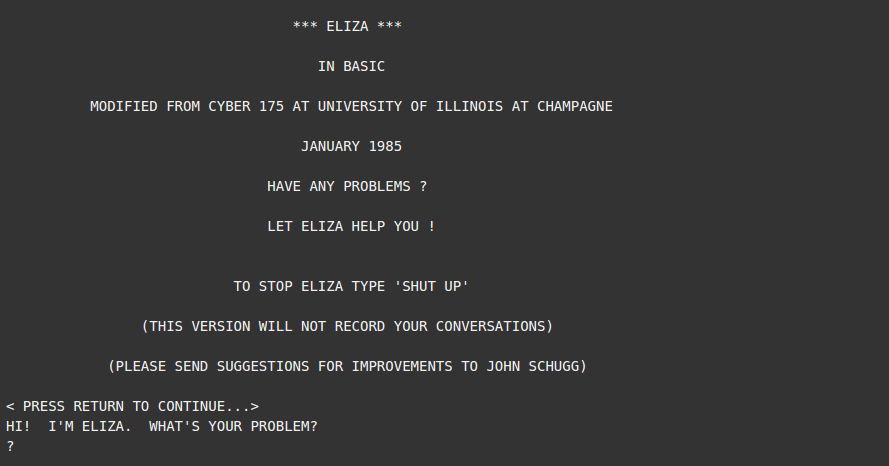 *** ELIZA ***
IN BASIC
MODIFIED FROM CYBER 175 AT UNIVERSITY OF ILLINOIS AT CHAMPAGNE
JANUARY 1985
HAVE ANY PROBLEMS ?
LET ELIZA HELP YOU !
TO STOP ELIZA TYPE 'SHUT UP'
(THIS VERSION WILL NOT RECORD YOUR CONVERSATIONS)
(PLEASE SEND SUGGESTIONS FOR IMPROVEMENTS TO JOHN SCHUGG)
< PRESS RETURN TO CONTINUE...>
HI!  I'M ELIZA.  WHAT'S YOUR PROBLEM?
?